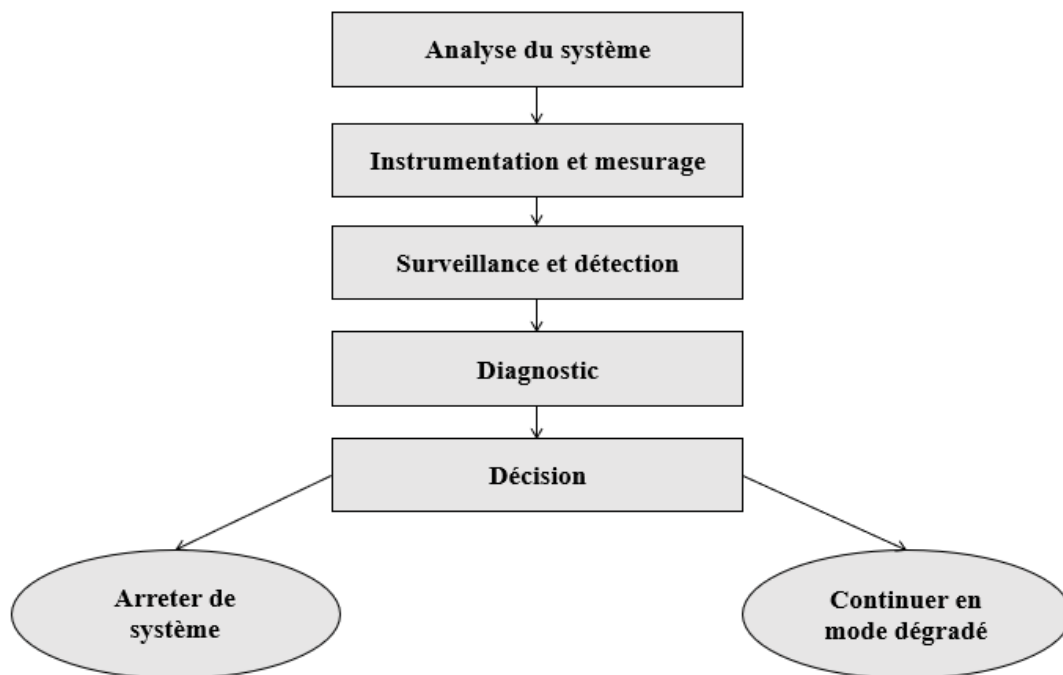 Analyse du système
Instrumentation et mesurage
Surveillance et détection
Diagnostic
Décision
Arreter de
système
Continuer en
mode dégradé